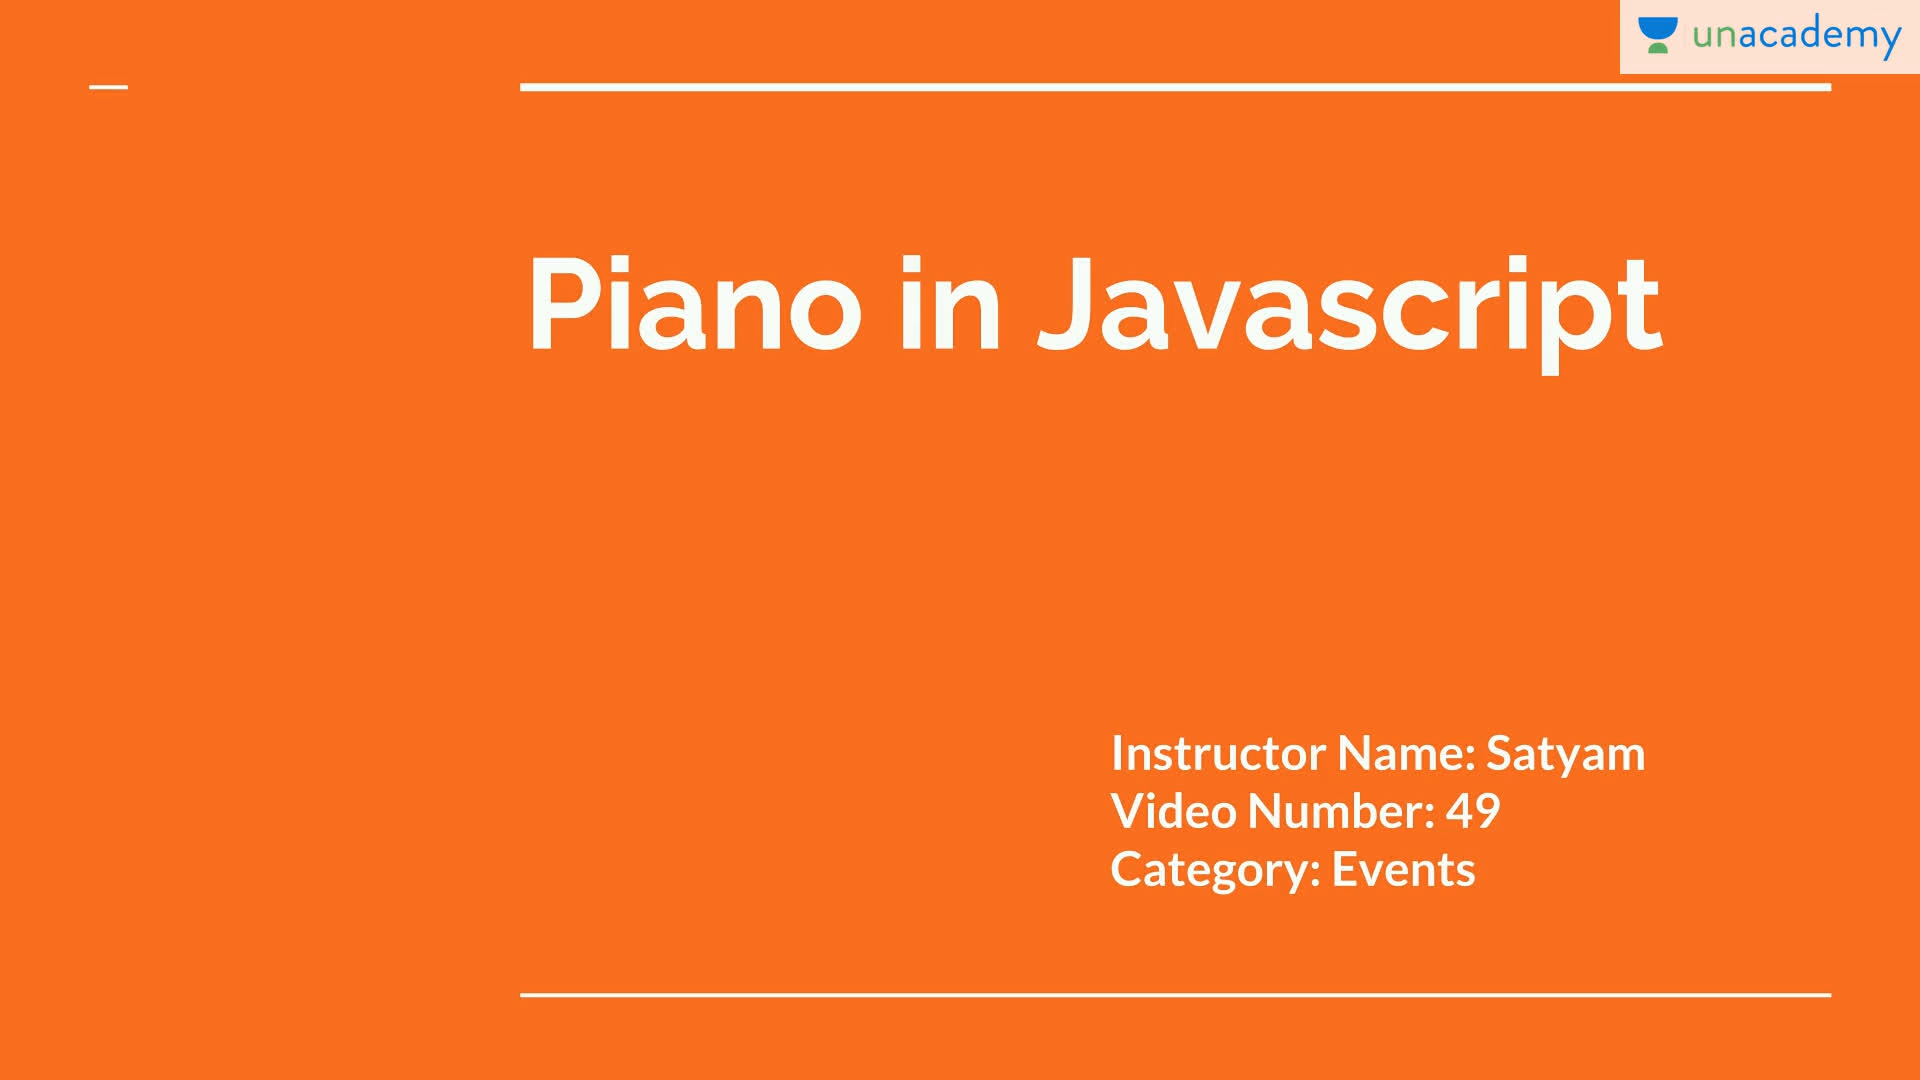 unacademy
Piano in Javascript
Instructor Name: Satyam
Video Number: 49
Category: Events